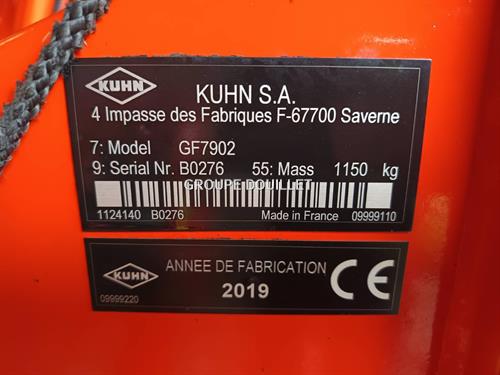 KUHN
KUHN S.A.
4 Impasse des Fabriques F-67700 Saverne
7: Model GF7902
9: Serial Nr. B0276 55: Mass 1150 kg
GROUPE DOUILLET
1124140 B0276 Made in France 09999110
KUHN
ANNEE DE FABRICATION
2019
CE
09999220